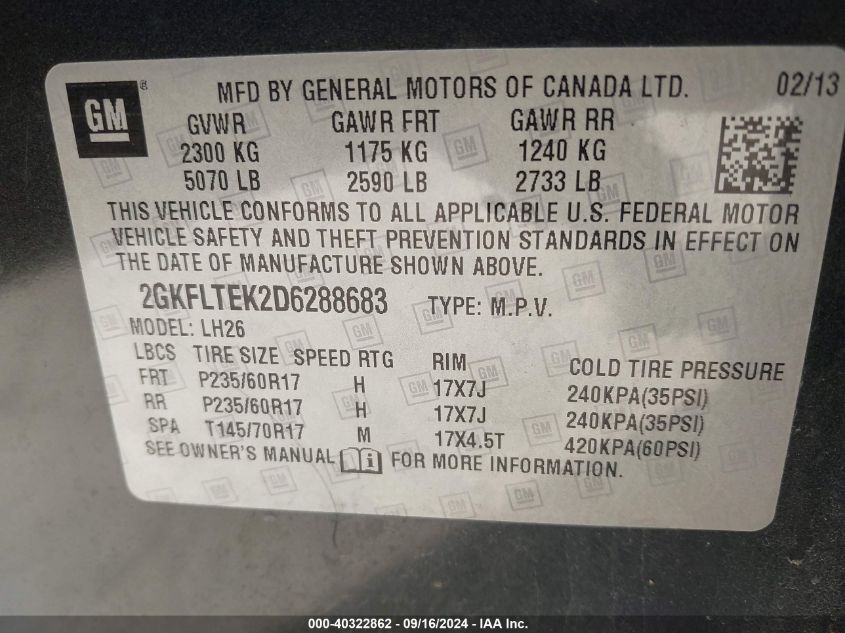 GM ® MFD BY GENERAL MOTORS OF CANADA LTD. 02/13
GVWR GAWR FRT GAWR RR
2300 KG 1175 KG 1240 KG
5070 LB 2590 LB 2733 LB
THIS VEHICLE CONFORMS TO ALL APPLICABLE U.S. FEDERAL MOTOR
VEHICLE SAFETY AND THEFT PREVENTION STANDARDS IN EFFECT ON
THE DATE OF MANUFACTURE SHOWN ABOVE.
2GKFLTEK2D6288683 TYPE: M.P.V.
MODEL: LH26
LBCS TIRE SIZE SPEED RTG RIM COLD TIRE PRESSURE
FRT P235/60R17 H 17X7J 240KPA(35PSI)
RR P235/60R17 H 17X7J 240KPA(35PSI)
SPA T145/70R17 M 17X4.5T 420KPA(60PSI)
SEE OWNER'S MANUAL i FOR MORE INFORMATION.
000-40322862 - 09/16/2024 - IAA Inc.